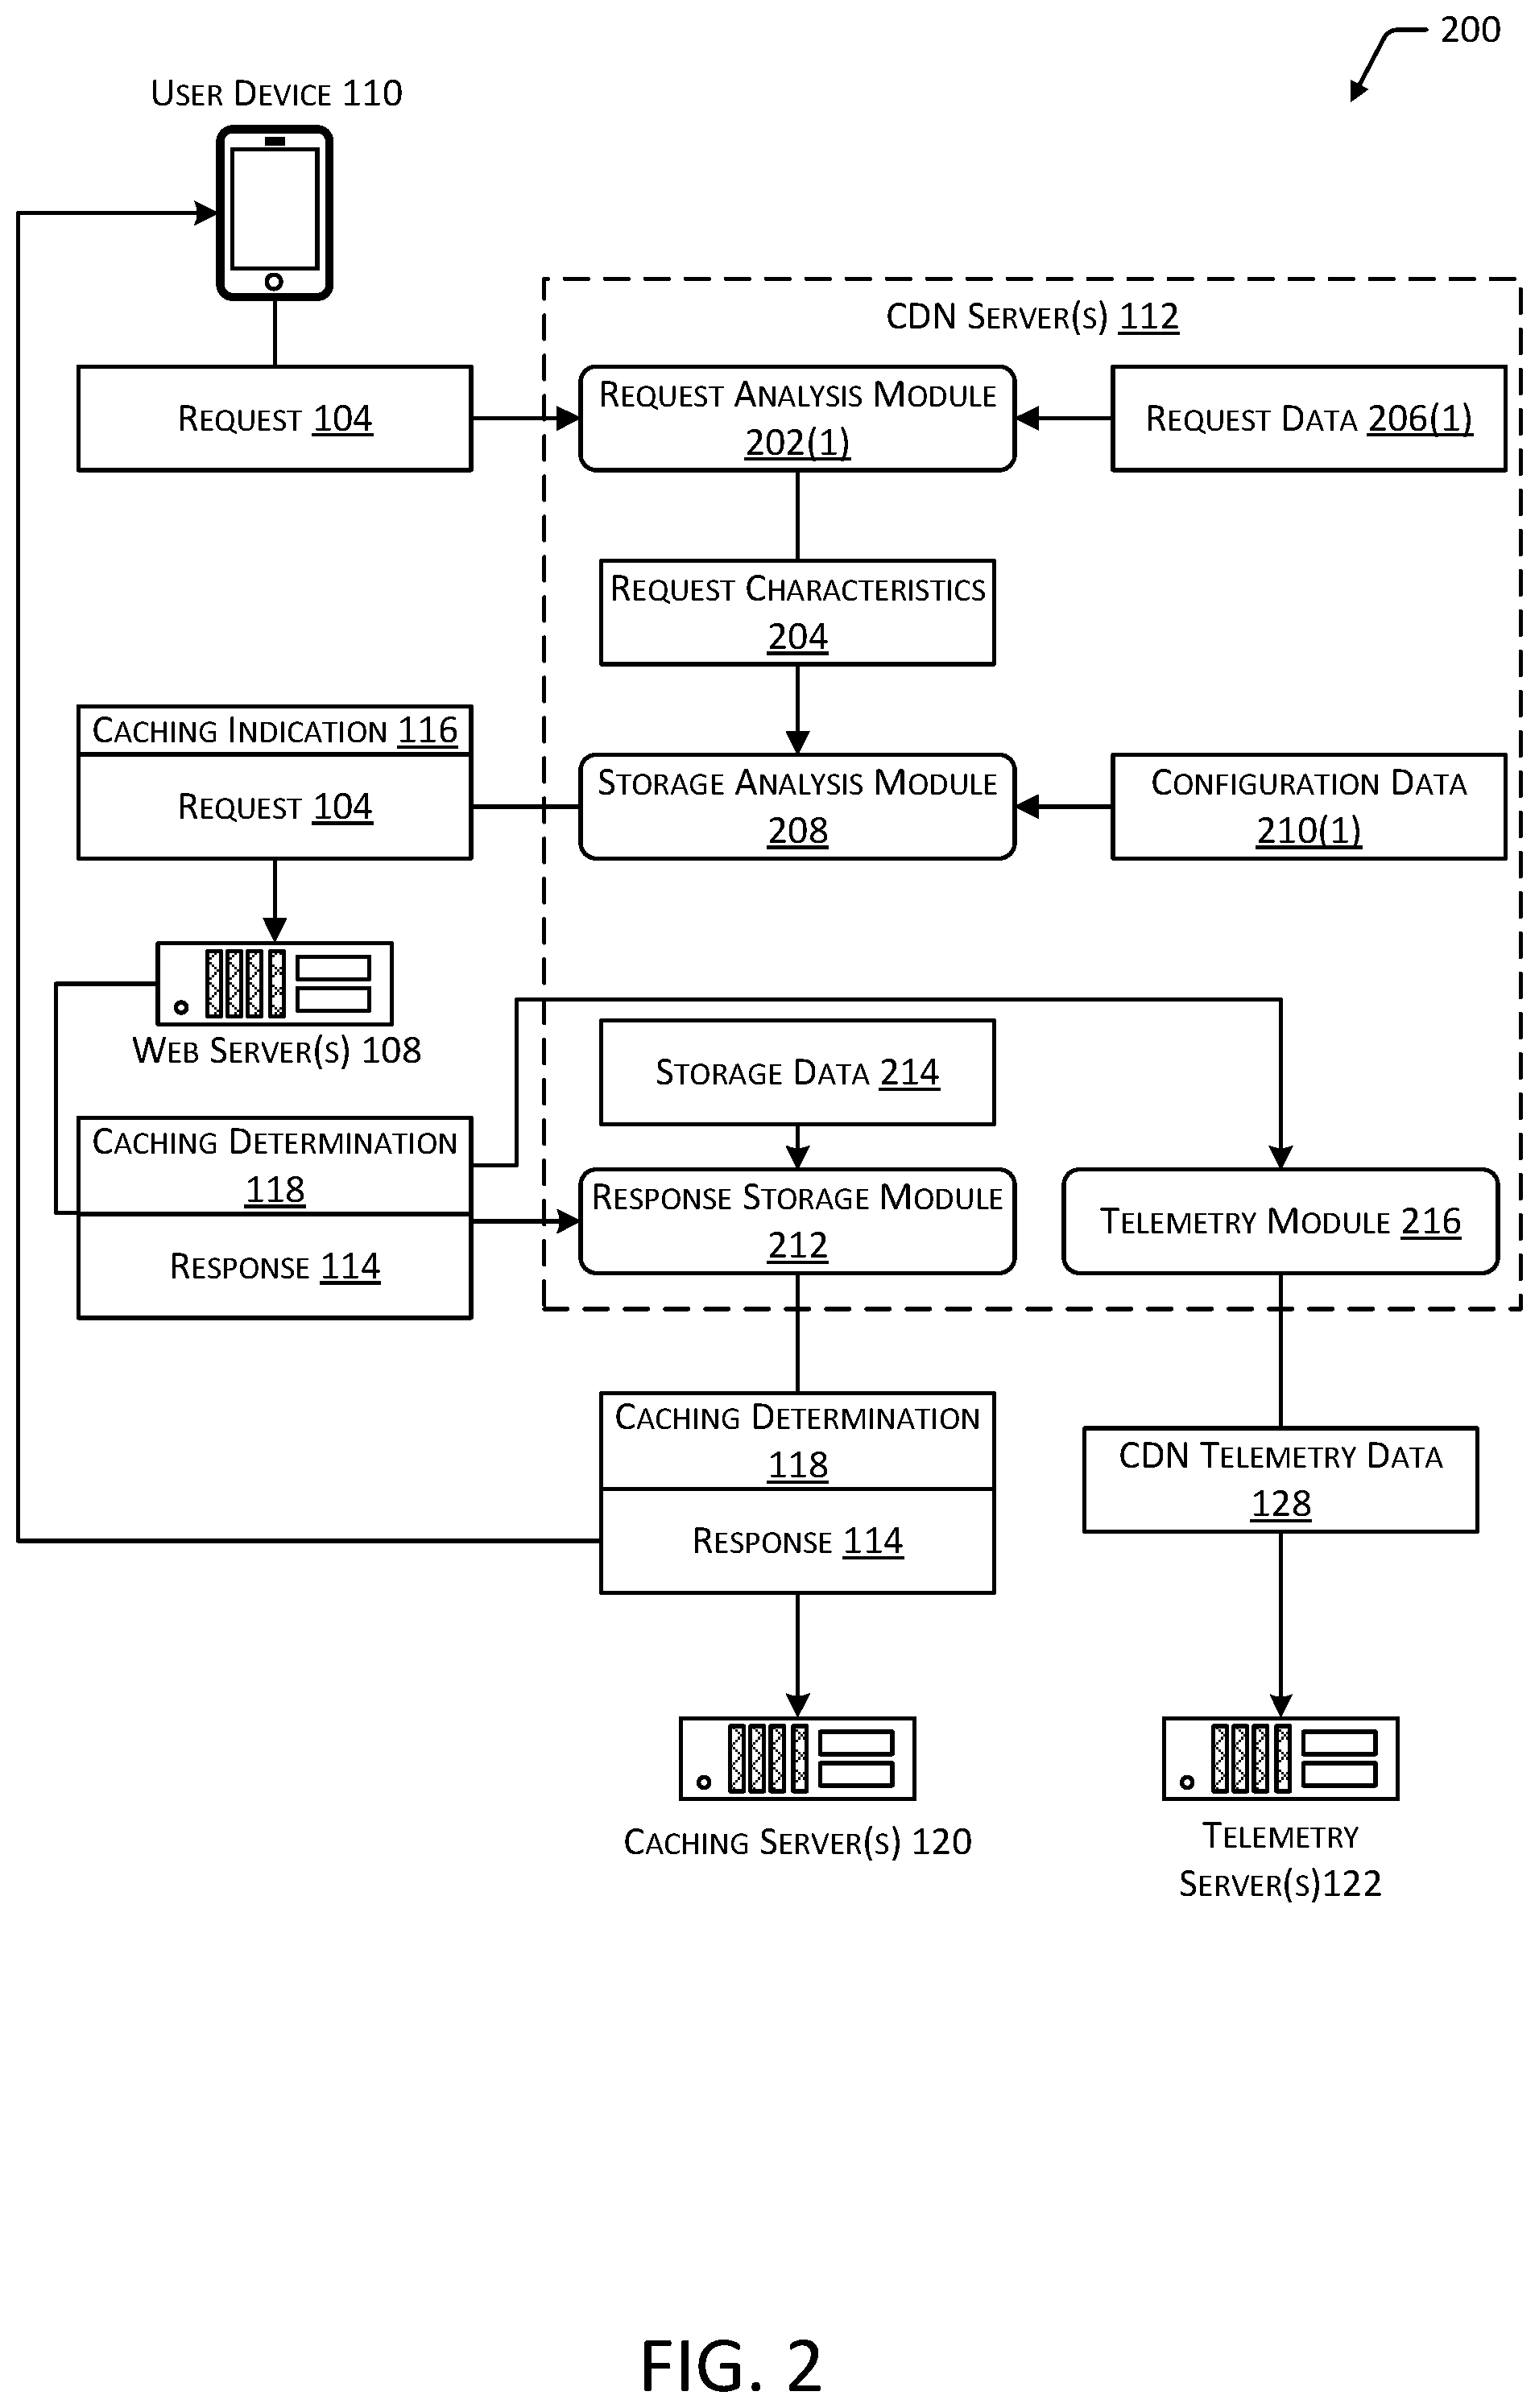 200
User Device 110
CDN Server(s) 112
Request 104
Request Analysis Module
202(1)
Request Data 206(1)
Request Characteristics
204
Caching Indication 116
Request 104
Storage Analysis Module
208
Configuration Data
210(1)
Web Server(s) 108
Storage Data 214
Caching Determination
118
Response 114
Response Storage Module
212
Telemetry Module 216
Caching Determination
118
Response 114
CDN Telemetry Data
128
Caching Server(s) 120
Telemetry
Server(s)122
FIG. 2